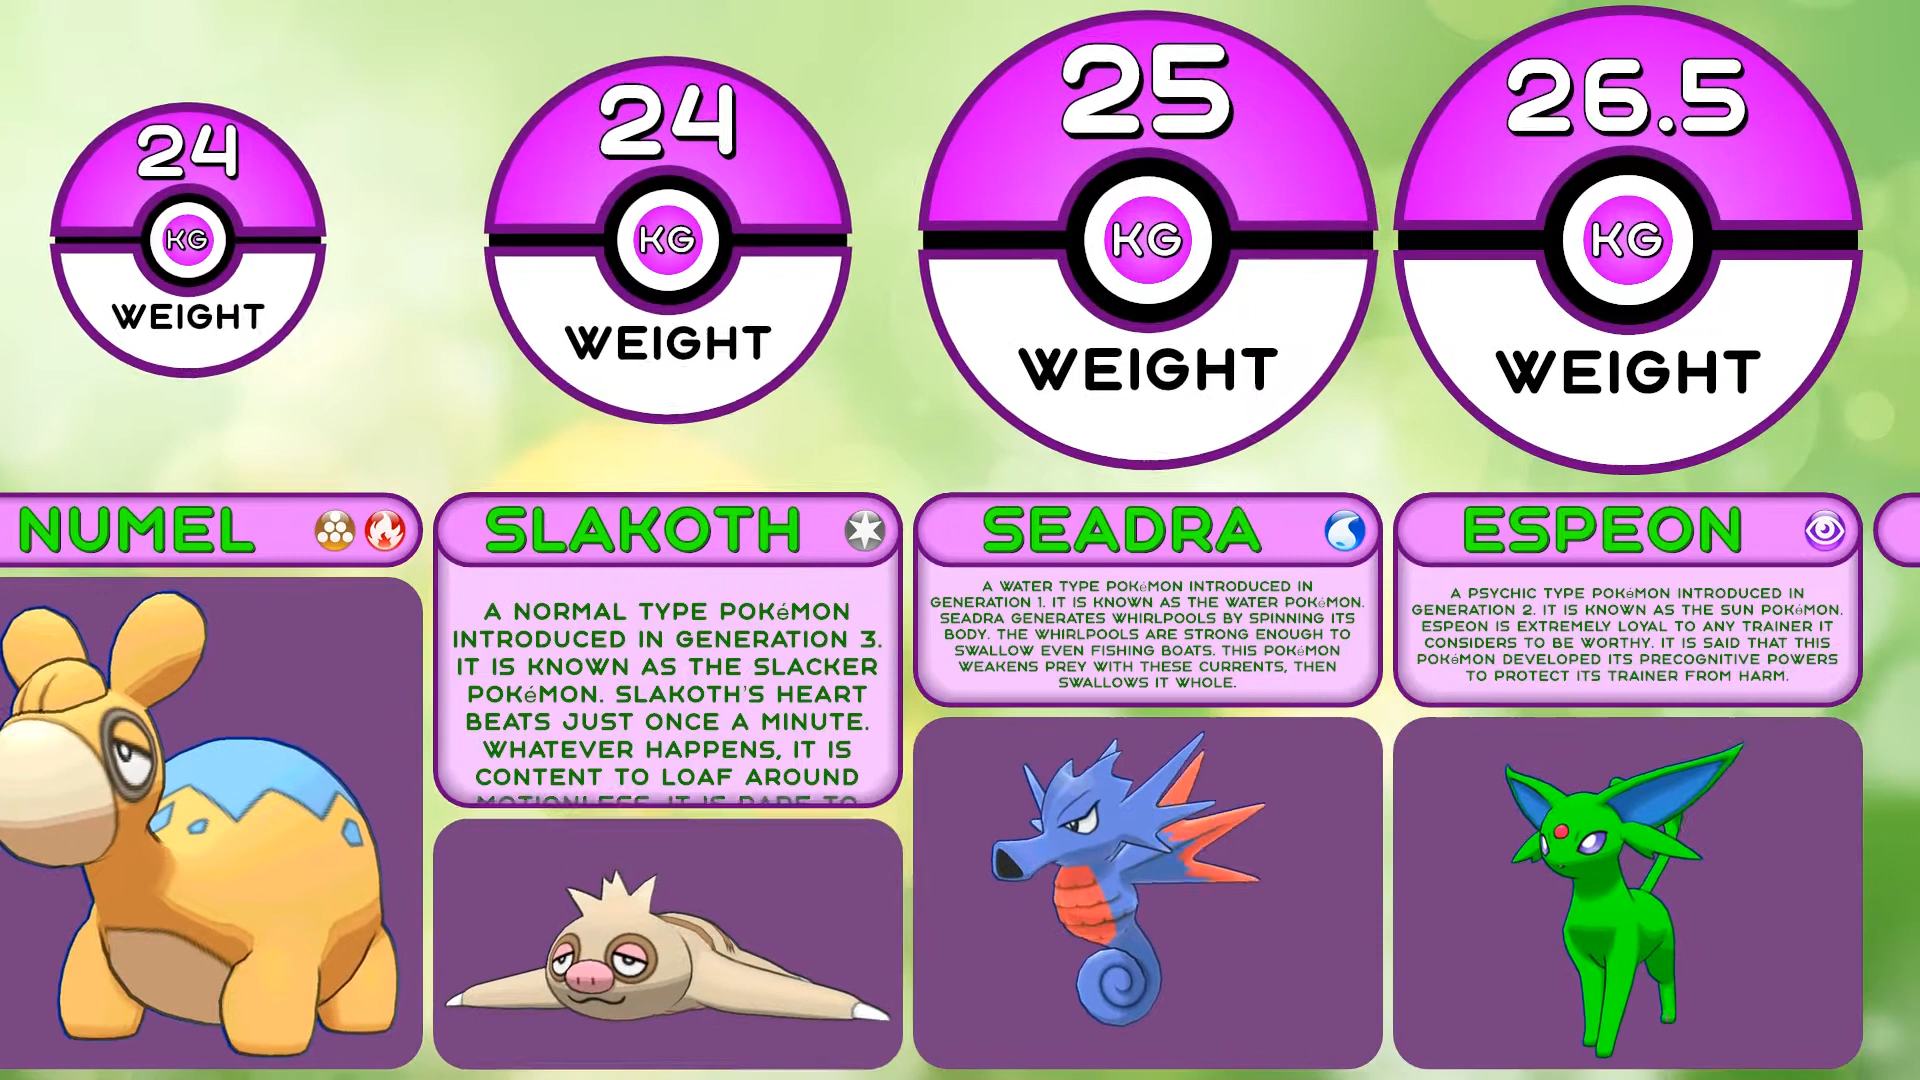 24
KG
WEIGHT
24
KG
WEIGHT
25
KG
WEIGHT
26.5
KG
WEIGHT
NUMEL
SLAKOTH
A NORMAL TYPE POKéMON
INTRODUCED IN GENERATION 3.
IT IS KNOWN AS THE SLACKER
POKéMON. SLAKOTH'S HEART
BEATS JUST ONCE A MINUTE.
WHATEVER HAPPENS, IT IS
CONTENT TO LOAF AROUND
MOTIONLESS. IT IS RARE TO
SEADRA
A WATER TYPE POKéMON INTRODUCED IN
GENERATION 1. IT IS KNOWN AS THE WATER POKéMON.
SEADRA GENERATES WHIRLPOOLS BY SPINNING ITS
BODY. THE WHIRLPOOLS ARE STRONG ENOUGH TO
SWALLOW EVEN FISHING BOATS. THIS POKéMON
WEAKENS PREY WITH THESE CURRENTS, THEN
SWALLOWS IT WHOLE.
ESPEON
A PSYCHIC TYPE POKéMON INTRODUCED IN
GENERATION 2. IT IS KNOWN AS THE SUN POKéMON.
ESPEON IS EXTREMELY LOYAL TO ANY TRAINER IT
CONSIDERS TO BE WORTHY. IT IS SAID THAT THIS
POKéMON DEVELOPED ITS PRECOGNITIVE POWERS
TO PROTECT ITS TRAINER FROM HARM.